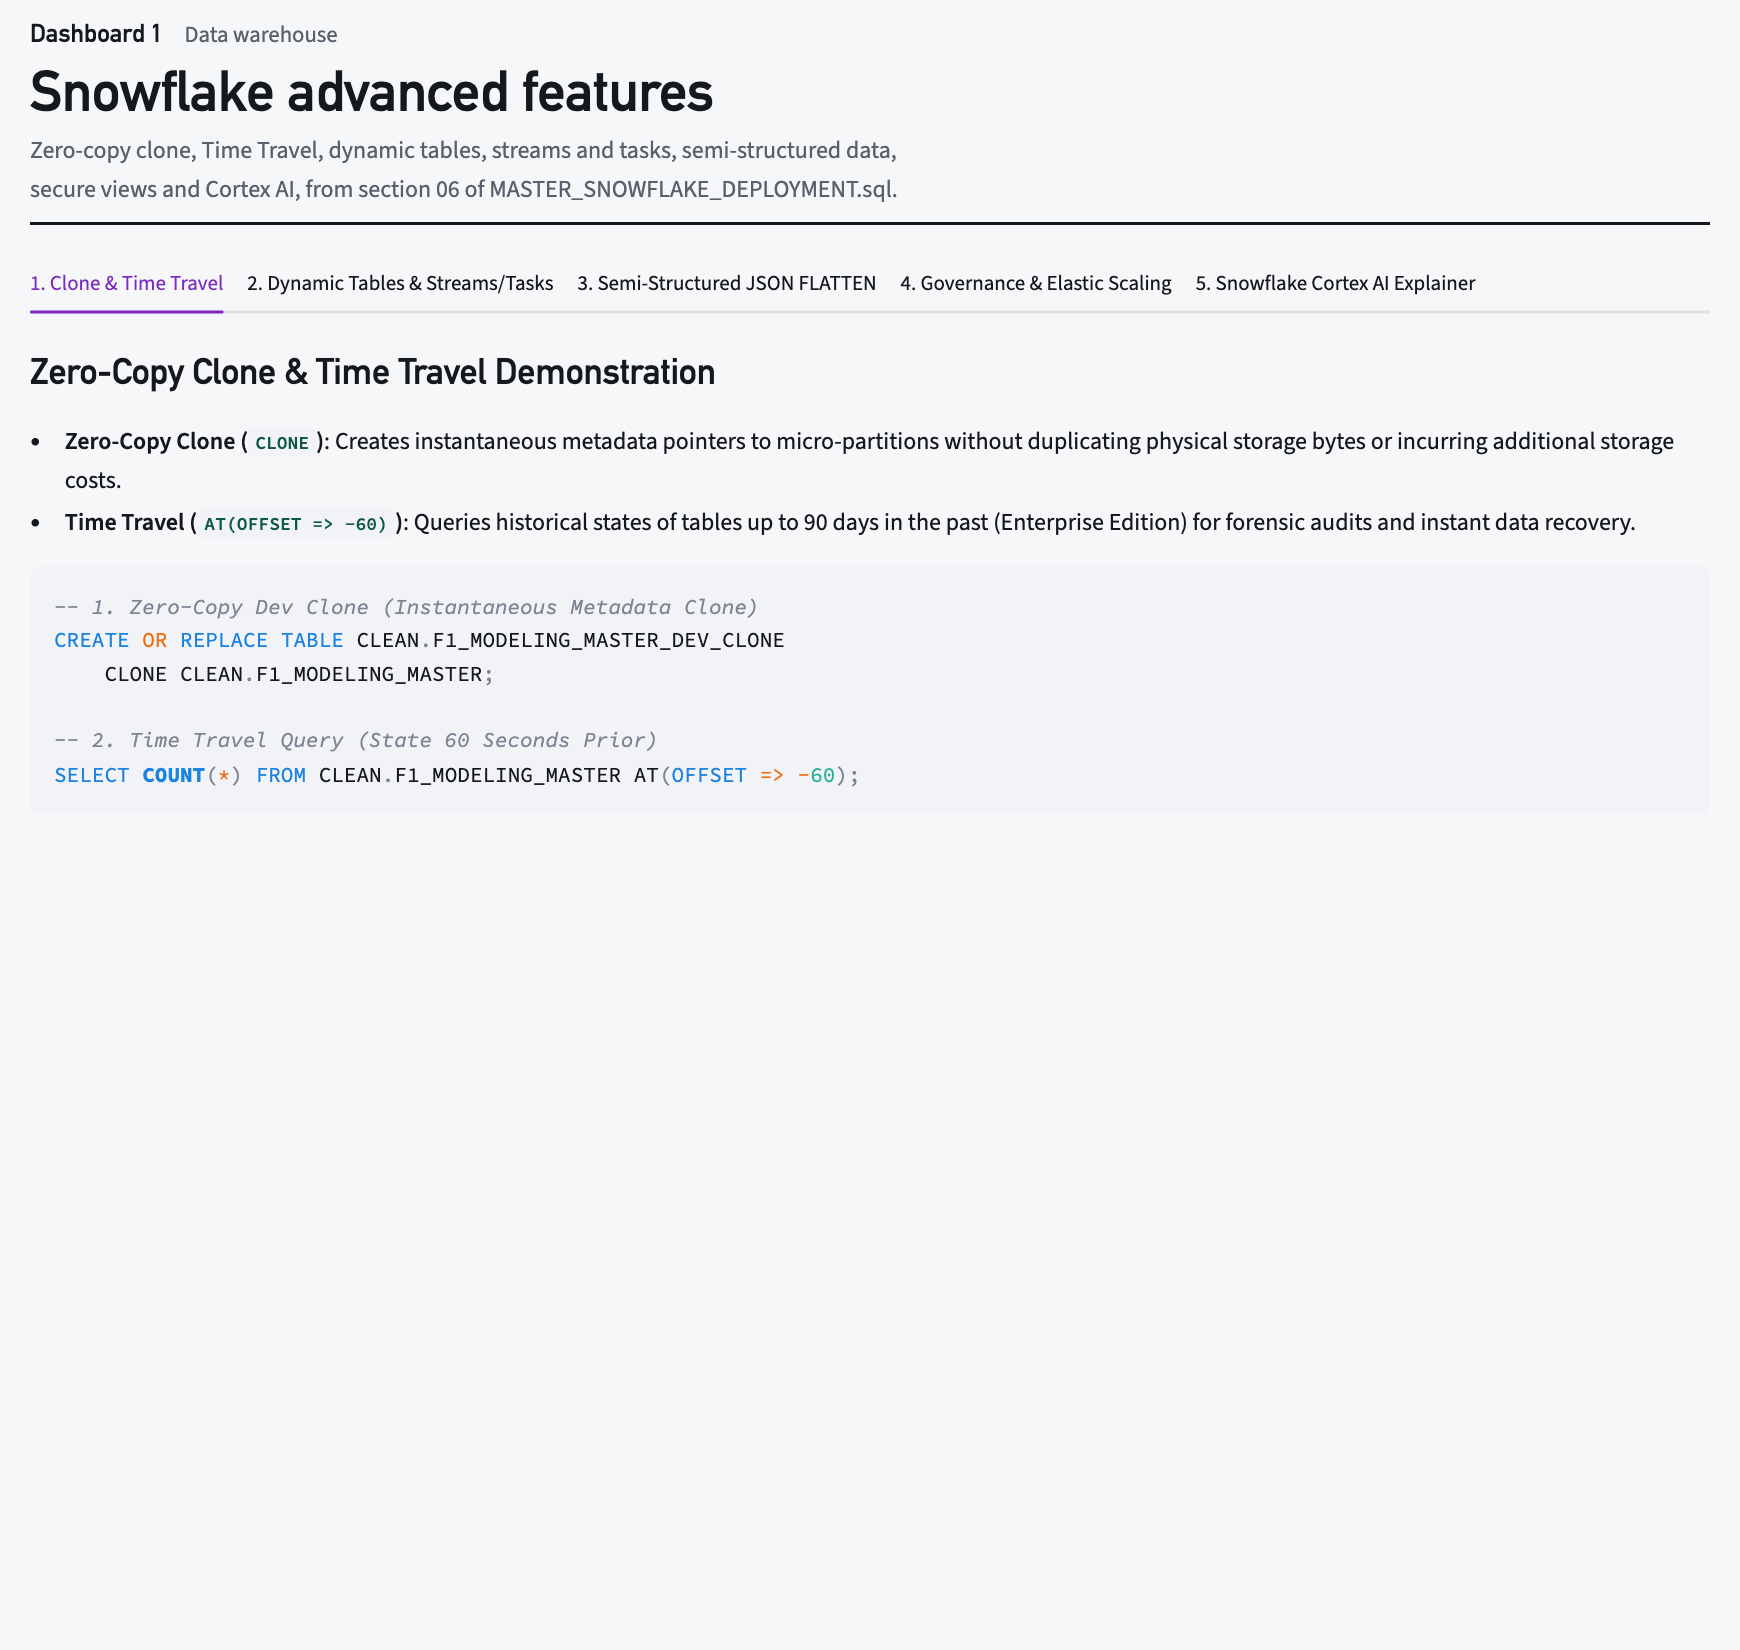 Dashboard 1 Data warehouse
Snowflake advanced features
Zero-copy clone, Time Travel, dynamic tables, streams and tasks, semi-structured data,
secure views and Cortex AI, from section 06 of MASTER_SNOWFLAKE_DEPLOYMENT.sql.
1. Clone & Time Travel 2. Dynamic Tables & Streams/Tasks 3. Semi-Structured JSON FLATTEN 4. Governance & Elastic Scaling 5. Snowflake Cortex AI Explainer
Zero-Copy Clone & Time Travel Demonstration
• Zero-Copy Clone ( CLONE ): Creates instantaneous metadata pointers to micro-partitions without duplicating physical storage bytes or incurring additional storage
costs.
• Time Travel ( AT(OFFSET => -60) ): Queries historical states of tables up to 90 days in the past (Enterprise Edition) for forensic audits and instant data recovery.
-- 1. Zero-Copy Dev Clone (Instantaneous Metadata Clone)
CREATE OR REPLACE TABLE CLEAN.F1_MODELING_MASTER_DEV_CLONE
    CLONE CLEAN.F1_MODELING_MASTER;
-- 2. Time Travel Query (State 60 Seconds Prior)
SELECT COUNT(*) FROM CLEAN.F1_MODELING_MASTER AT(OFFSET => -60);